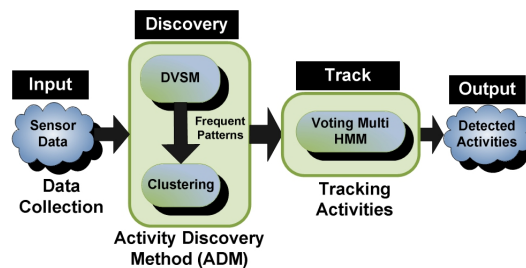 Discovery
Input
DVSM
Track
Output
Sensor
Data
Frequent
Patterns
Voting Multi
HMM
Detected
Activities
Clustering
Data
Collection
Tracking
Activities
Activity Discovery
Method (ADM)